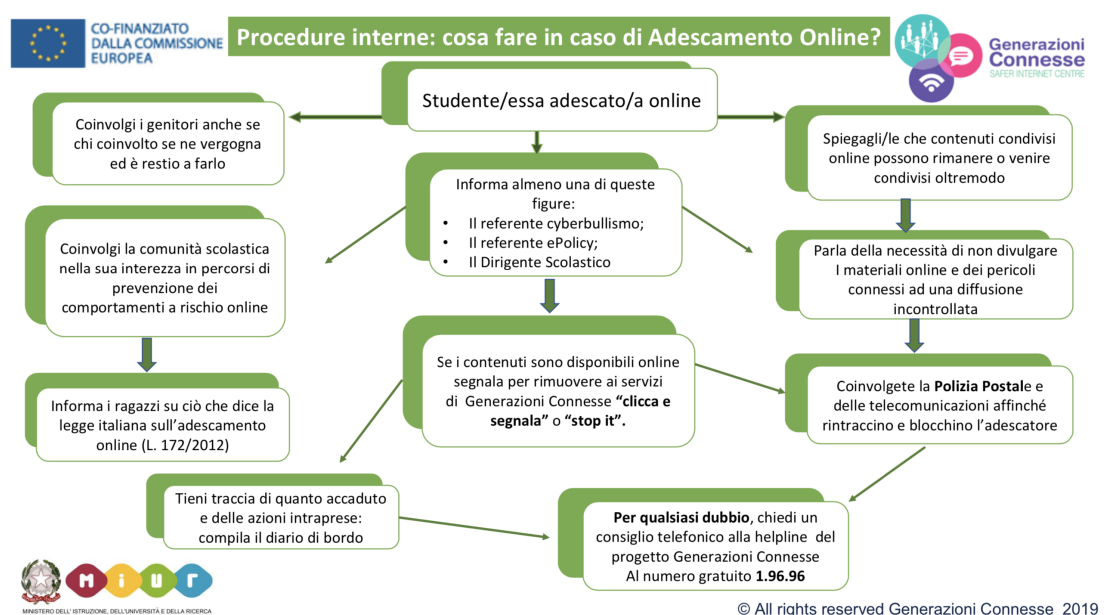 CO-FINANZIATO
DALLA COMMISSIONE
EUROPEA
Procedure interne: cosa fare in caso di Adescamento Online?
Generazioni
Connesse
SAFER INTERNET CENTRE
Studente/essa adescato/a online
Coinvolgi i genitori anche se
chi coinvolto se ne vergogna
ed è restio a farlo
Spiegagli/le che contenuti condivisi
online possono rimanere o venire
condivisi oltremodo
Informa almeno una di queste
figure:
• Il referente cyberbullismo;
• Il referente ePolicy;
• Il Dirigente Scolastico
Coinvolgi la comunità scolastica
nella sua interezza in percorsi di
prevenzione dei
comportamenti a rischio online
Parla della necessità di non divulgare
I materiali online e dei pericoli
connessi ad una diffusione
incontrollata
Se i contenuti sono disponibili online
segnala per rimuovere ai servizi
di Generazioni Connesse “clicca e
segnala” o “stop it”.
Informa i ragazzi su ciò che dice la
legge italiana sull’adescamento
online (L. 172/2012)
Coinvolgete la Polizia Postale e
delle telecomunicazioni affinché
rintraccino e blocchino l’adescatore
Tieni traccia di quanto accaduto
e delle azioni intraprese:
compila il diario di bordo
Per qualsiasi dubbio, chiedi un
consiglio telefonico alla helpline del
progetto Generazioni Connesse
Al numero gratuito 1.96.96
MIUR
MINISTERO DELL' ISTRUZIONE, DELL'UNIVERSITÀ E DELLA RICERCA
© All rights reserved Generazioni Connesse 2019